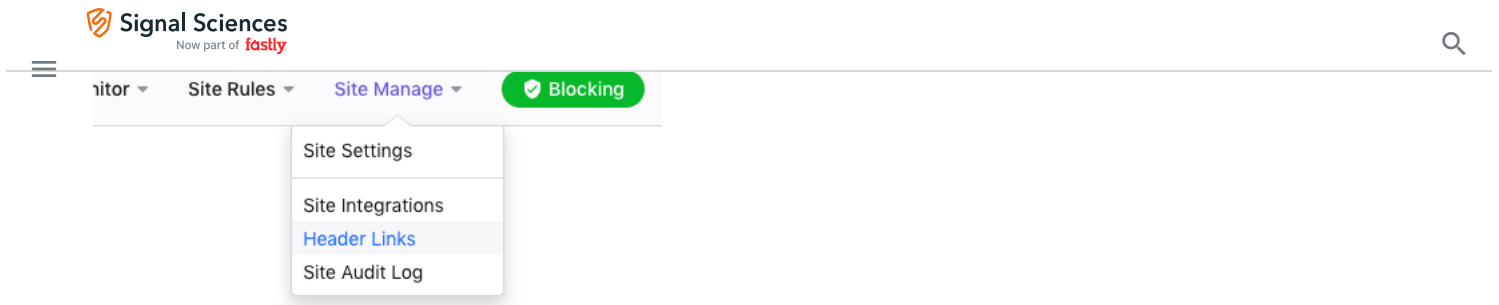 Signal Sciences
Now part of fastly
Site Rules Site Manage Blocking
Site Settings
Site Integrations
Header Links
Site Audit Log